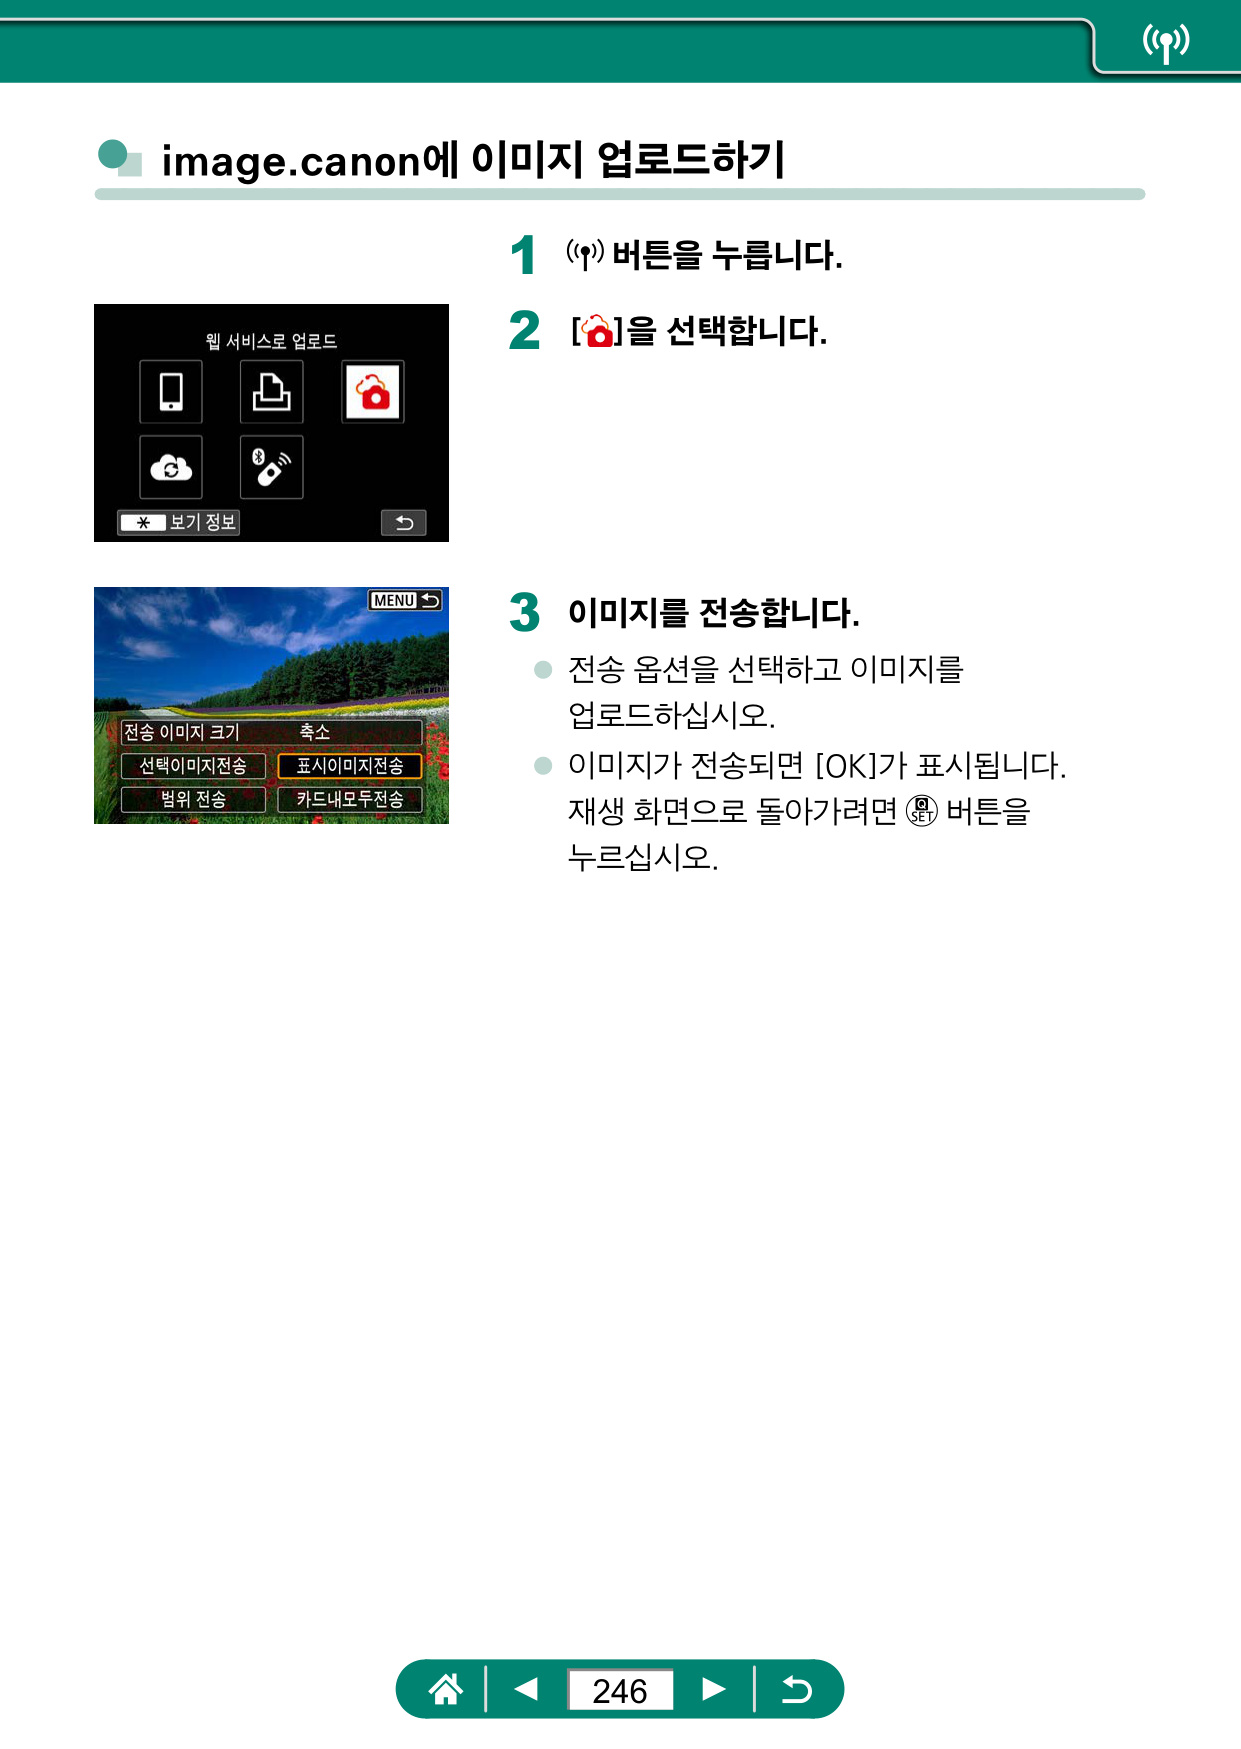 image.canon에 이미지 업로드하기
1 버튼을 누릅니다.
웹 서비스로 업로드
보기 정보
2 []을 선택합니다.
MENU
전송 이미지 크기 축소
선택이미지전송 표시이미지전송
범위 전송 카드내모두전송
3 이미지를 전송합니다.
전송 옵션을 선택하고 이미지를
업로드하십시오.
이미지가 전송되면 [OK]가 표시됩니다.
재생 화면으로 돌아가려면 Q SET 버튼을
누르십시오.
246